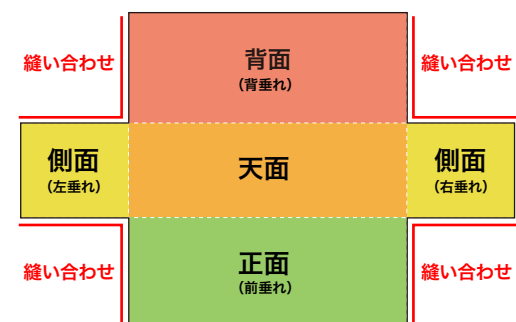 背面
(背垂れ)
縫い合わせ
縫い合わせ
側面
(左垂れ)
天面
側面
(右垂れ)
正面
(前垂れ)
縫い合わせ
縫い合わせ